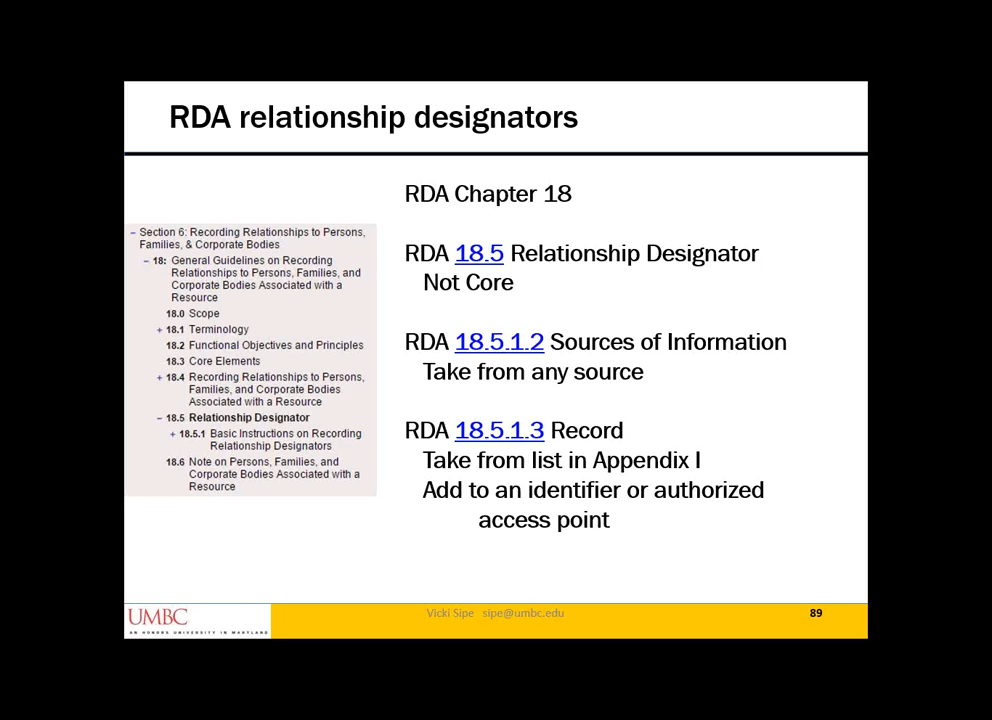 RDA relationship designators
– Section 6: Recording Relationships to Persons,
Families, & Corporate Bodies
– 18: General Guidelines on Recording
Relationships to Persons, Families, and
Corporate Bodies Associated with a
Resource
18.0 Scope
+ 18.1 Terminology
18.2 Functional Objectives and Principles
18.3 Core Elements
+ 18.4 Recording Relationships to Persons,
Families, and Corporate Bodies
Associated with a Resource
– 18.5 Relationship Designator
+ 18.5.1 Basic Instructions on Recording
Relationship Designators
18.6 Note on Persons, Families, and
Corporate Bodies Associated with a
Resource
RDA Chapter 18
RDA 18.5 Relationship Designator
Not Core
RDA 18.5.1.2 Sources of Information
Take from any source
RDA 18.5.1.3 Record
Take from list in Appendix I
Add to an identifier or authorized
access point
UMBC
AN HONORS UNIVERSITY IN MARYLAND
Vicki Sipe sipe@umbc.edu
89